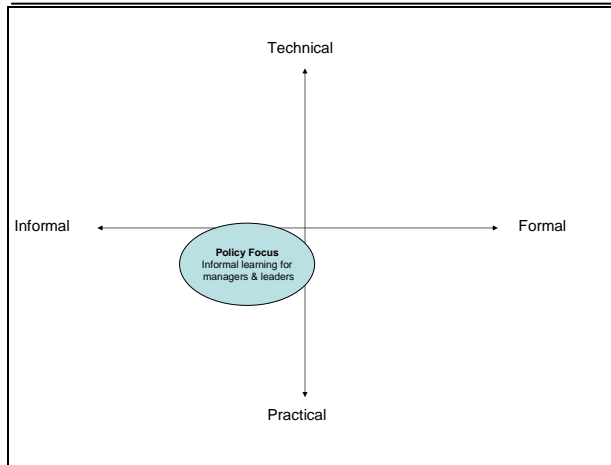 Technical
Informal
Formal
Policy Focus
Informal learning for
managers & leaders
Practical